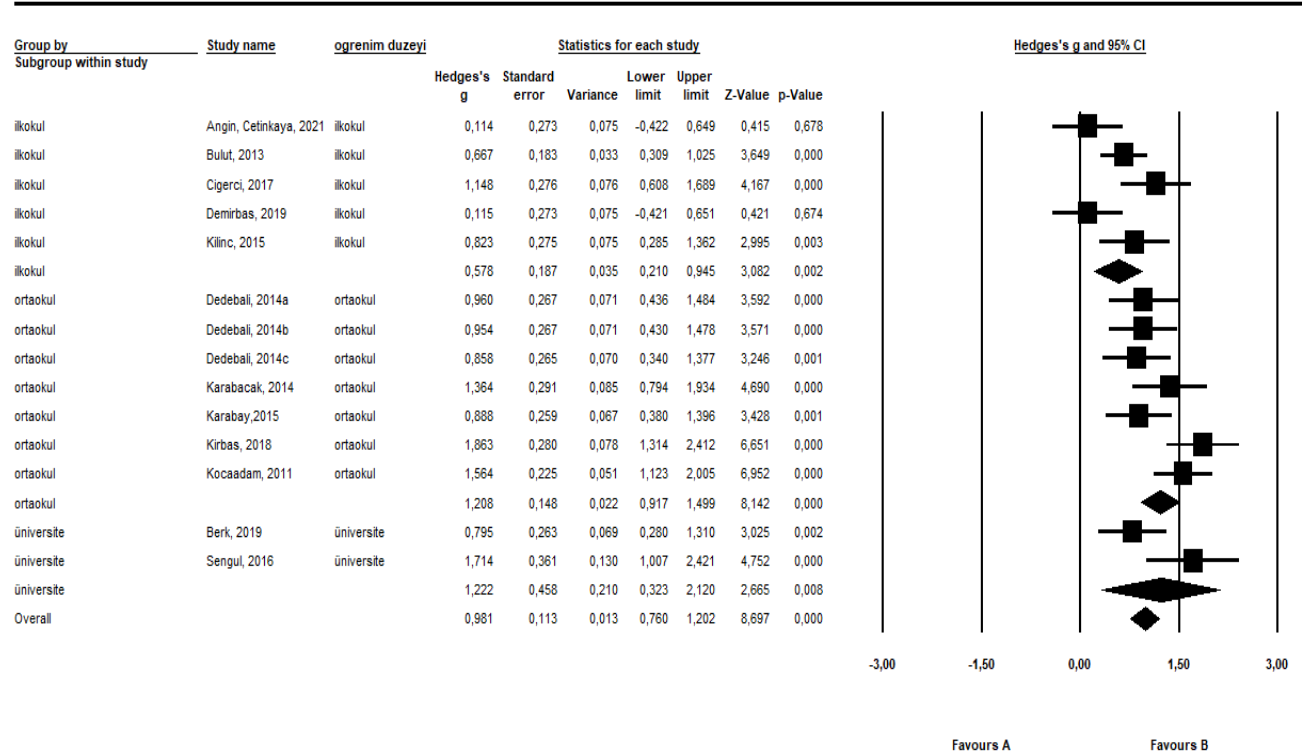 Group by Study name ogrenim duzeyi Statistics for each study Hedges's g and 95% CI
Subgroup within study
Hedges's Standard Lower Upper
g error Variance limit limit Z-Value p-Value
ilkokul Angin, Cetinkaya, 2021 ilkokul 0,114 0,273 0,075 -0,422 0,649 0,415 0,678
ilkokul Bulut, 2013 ilkokul 0,667 0,183 0,033 0,309 1,025 3,649 0,000
ilkokul Cigerci, 2017 ilkokul 1,148 0,276 0,076 0,608 1,689 4,167 0,000
ilkokul Demirbas, 2019 ilkokul 0,115 0,273 0,075 -0,421 0,651 0,421 0,674
ilkokul Kilinc, 2015 ilkokul 0,823 0,275 0,075 0,285 1,362 2,995 0,003
ilkokul 0,578 0,187 0,035 0,210 0,945 3,082 0,002
ortaokul Dedebali, 2014a ortaokul 0,960 0,267 0,071 0,436 1,484 3,592 0,000
ortaokul Dedebali, 2014b ortaokul 0,954 0,267 0,071 0,430 1,478 3,571 0,000
ortaokul Dedebali, 2014c ortaokul 0,858 0,265 0,070 0,340 1,377 3,246 0,001
ortaokul Karabacak, 2014 ortaokul 1,364 0,291 0,085 0,794 1,934 4,690 0,000
ortaokul Karabay,2015 ortaokul 0,888 0,259 0,067 0,380 1,396 3,428 0,001
ortaokul Kirbas, 2018 ortaokul 1,863 0,280 0,078 1,314 2,412 6,651 0,000
ortaokul Kocaadam, 2011 ortaokul 1,564 0,225 0,051 1,123 2,005 6,952 0,000
ortaokul 1,208 0,148 0,022 0,917 1,499 8,142 0,000
üniversite Berk, 2019 üniversite 0,795 0,263 0,069 0,280 1,310 3,025 0,002
üniversite Sengul, 2016 üniversite 1,714 0,361 0,130 1,007 2,421 4,752 0,000
üniversite 1,222 0,458 0,210 0,323 2,120 2,665 0,008
Overall 0,981 0,113 0,013 0,760 1,202 8,697 0,000
-3,00 -1,50 0,00 1,50 3,00
Favours A Favours B